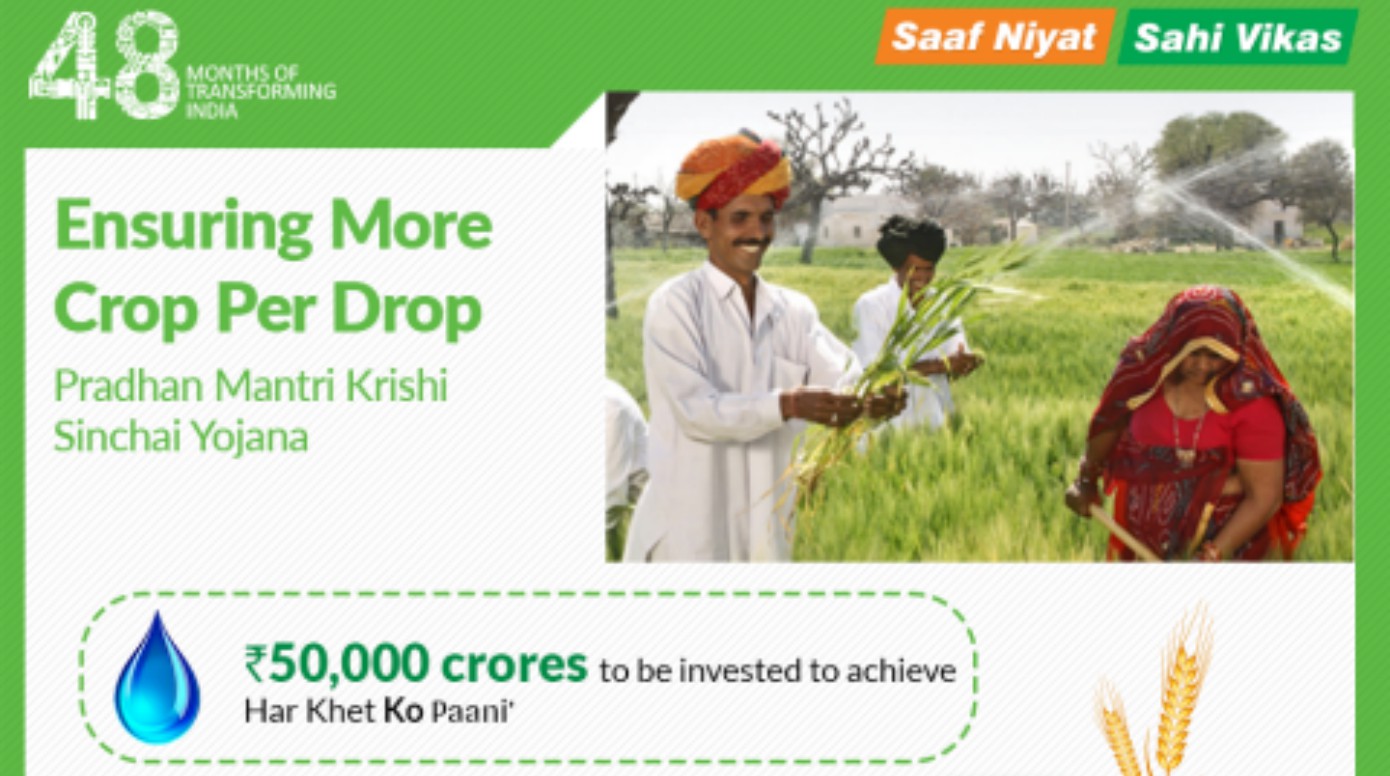 48
MONTHS OF
TRANSFORMING
INDIA
Saaf Niyat Sahi Vikas
Ensuring More
Crop Per Drop
Pradhan Mantri Krishi
Sinchai Yojana
₹50,000 crores to be invested to achieve
Har Khet Ko Paani'